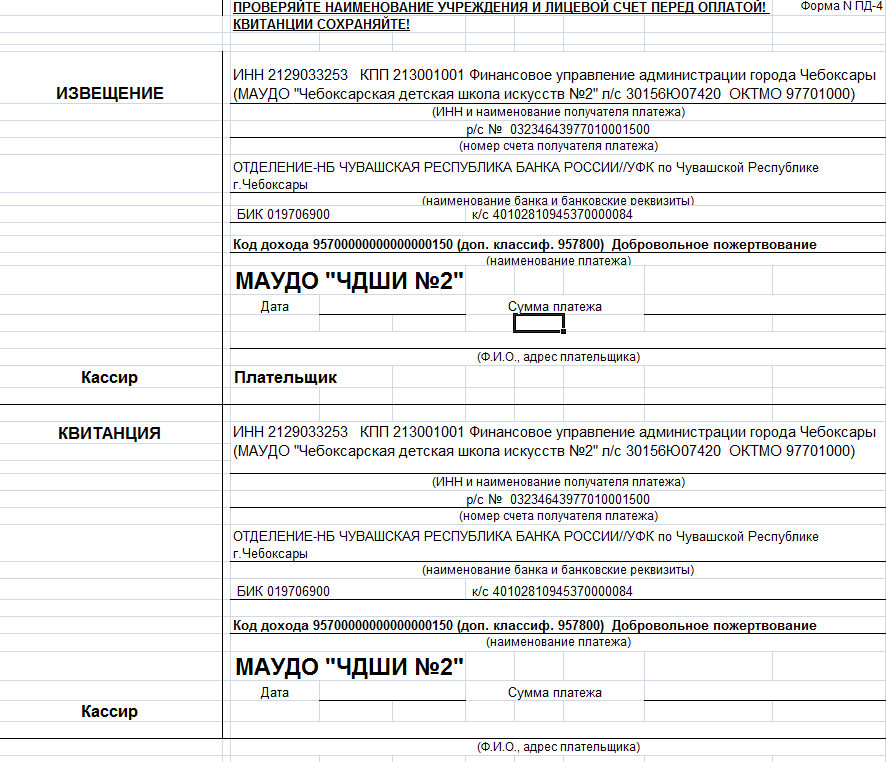 ПРОВЕРЯЙТЕ НАИМЕНОВАНИЕ УЧРЕЖДЕНИЯ И ЛИЦЕВОЙ СЧЕТ ПЕРЕД ОПЛАТОЙ! Форма N ПД-4
КВИТАНЦИИ СОХРАНЯЙТЕ!
ИЗВЕЩЕНИЕ
ИНН 2129033253 КПП 213001001 Финансовое управление администрации города Чебоксары
(МАУДО "Чебоксарская детская школа искусств №2" л/с 30156Ю07420 ОКТМО 97701000)
(ИНН и наименование получателя платежа)
р/с № 03234643977010001500
(номер счета получателя платежа)
ОТДЕЛЕНИЕ-НБ ЧУВАШСКАЯ РЕСПУБЛИКА БАНКА РОССИИ//УФК по Чувашской Республике
г.Чебоксары
(наименование банка и банковские реквизиты)
БИК 019706900 к/с 40102810945370000084
Код дохода 95700000000000000150 (доп. классиф. 957800) Добровольное пожертвование
(наименование платежа)
МАУДО "ЧДШИ №2"
Дата Сумма платежа
(Ф.И.О., адрес плательщика)
Кассир Плательщик
КВИТАНЦИЯ
ИНН 2129033253 КПП 213001001 Финансовое управление администрации города Чебоксары
(МАУДО "Чебоксарская детская школа искусств №2" л/с 30156Ю07420 ОКТМО 97701000)
(ИНН и наименование получателя платежа)
р/с № 03234643977010001500
(номер счета получателя платежа)
ОТДЕЛЕНИЕ-НБ ЧУВАШСКАЯ РЕСПУБЛИКА БАНКА РОССИИ//УФК по Чувашской Республике
г.Чебоксары
(наименование банка и банковские реквизиты)
БИК 019706900 к/с 40102810945370000084
Код дохода 95700000000000000150 (доп. классиф. 957800) Добровольное пожертвование
(наименование платежа)
МАУДО "ЧДШИ №2"
Дата Сумма платежа
Кассир
(Ф.И.О., адрес плательщика)